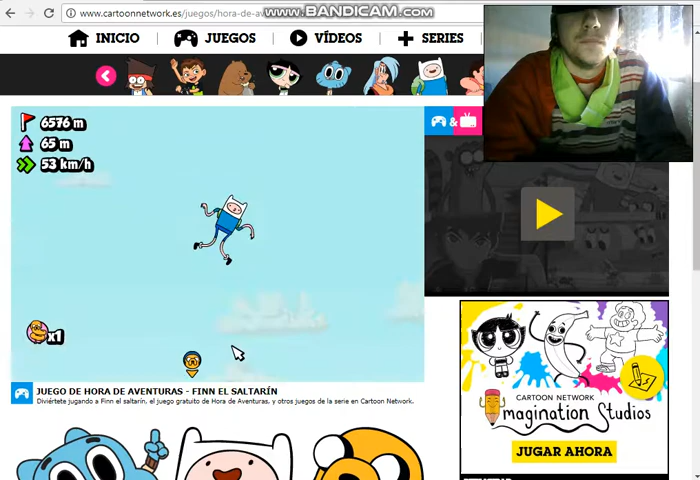 www.cartoonnetwork.es/juegos/hora-de-av
www.BANDICAM.com
INICIO
JUEGOS
VÍDEOS
SERIES
6576 m
65 m
53 km/h
&
x1
JUEGO DE HORA DE AVENTURAS - FINN EL SALTARÍN
Diviértete jugando a Finn el saltarín, el juego gratuito de Hora de Aventuras, y otros juegos de la serie en Cartoon Network.
CARTOON NETWORK
Imagination Studios
JUGAR AHORA